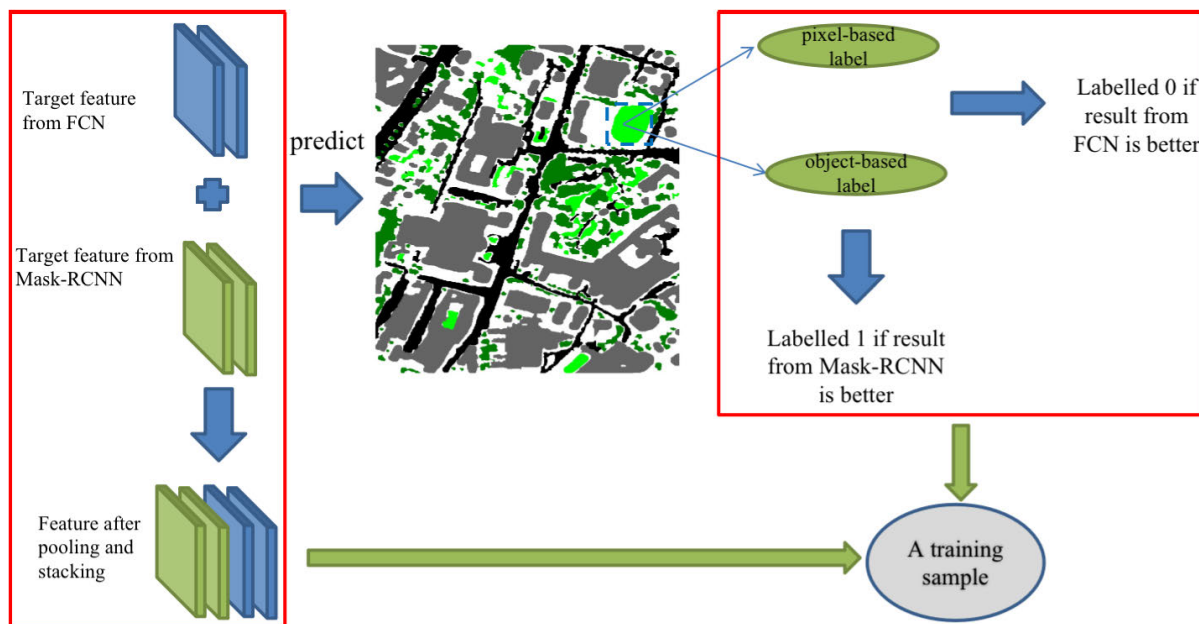 Target feature
from FCN
Target feature from
Mask-RCNN
Feature after
pooling and
stacking
predict
pixel-based
label
object-based
label
Labelled 0 if
result from
FCN is better
Labelled 1 if result
from Mask-RCNN
is better
A training
sample